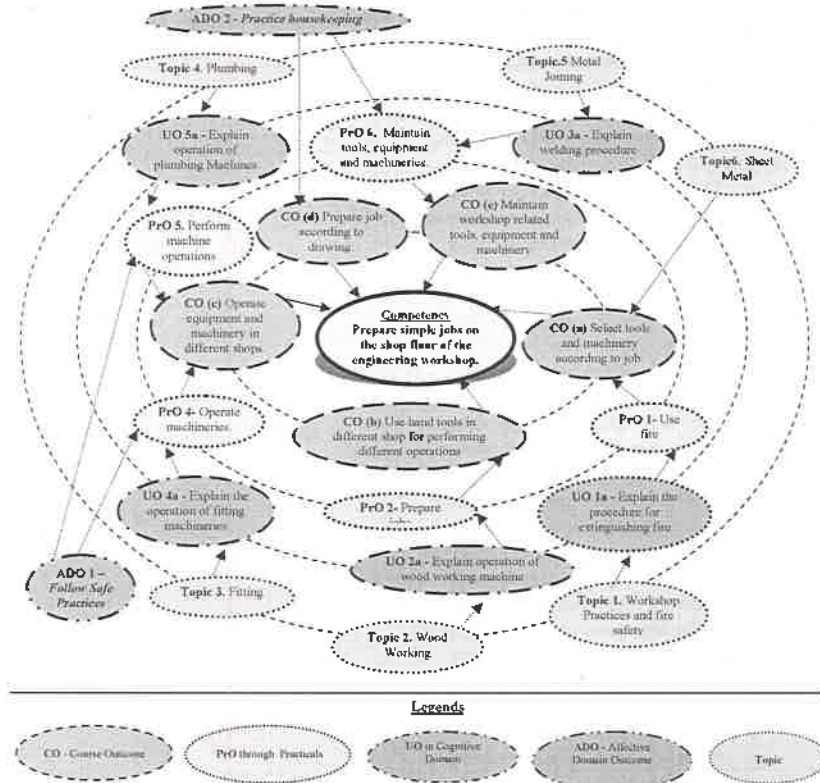 ADO 2 - Practice housekeeping
Topic 4. Plumbing
Topic.5 Metal
Joining
UO 5a - Explain
operation of
plumbing Machines
PrO 6. Maintain
tools, equipment
and machineries.
UO 3a - Explain
welding procedure
Topic6. Sheet
Metal
PrO 5. Perform
machine
operations
CO (d) Prepare job
according to
drawing
CO (e) Maintain
workshop related
tools, equipment and
machinery
CO (c) Operate
equipment and
machinery in
different shops
Competency
Prepare simple jobs on
the shop floor of the
engineering workshop.
CO (a) Select tools
and machinery
according to job
PrO 4- Operate
machineries.
CO (b) Use hand tools in
different shop for performing
different operations
PrO 1- Use
fire
UO 4a - Explain the
operation of fitting
machineries
PrO 2- Prepare
UO 1a - Explain the
procedure for
extinguishing fire
ADO 1 –
Follow Safe
Practices
Topic 3. Fitting
UO 2a - Explain operation of
wood working machine
Topic 2. Wood
Working
Topic 1. Workshop
Practices and fire
safety
Legends
CO - Course Outcome
PrO through Practicals
UO in Cognitive
Domain
ADO - Affective
Domain Outcome
Topic